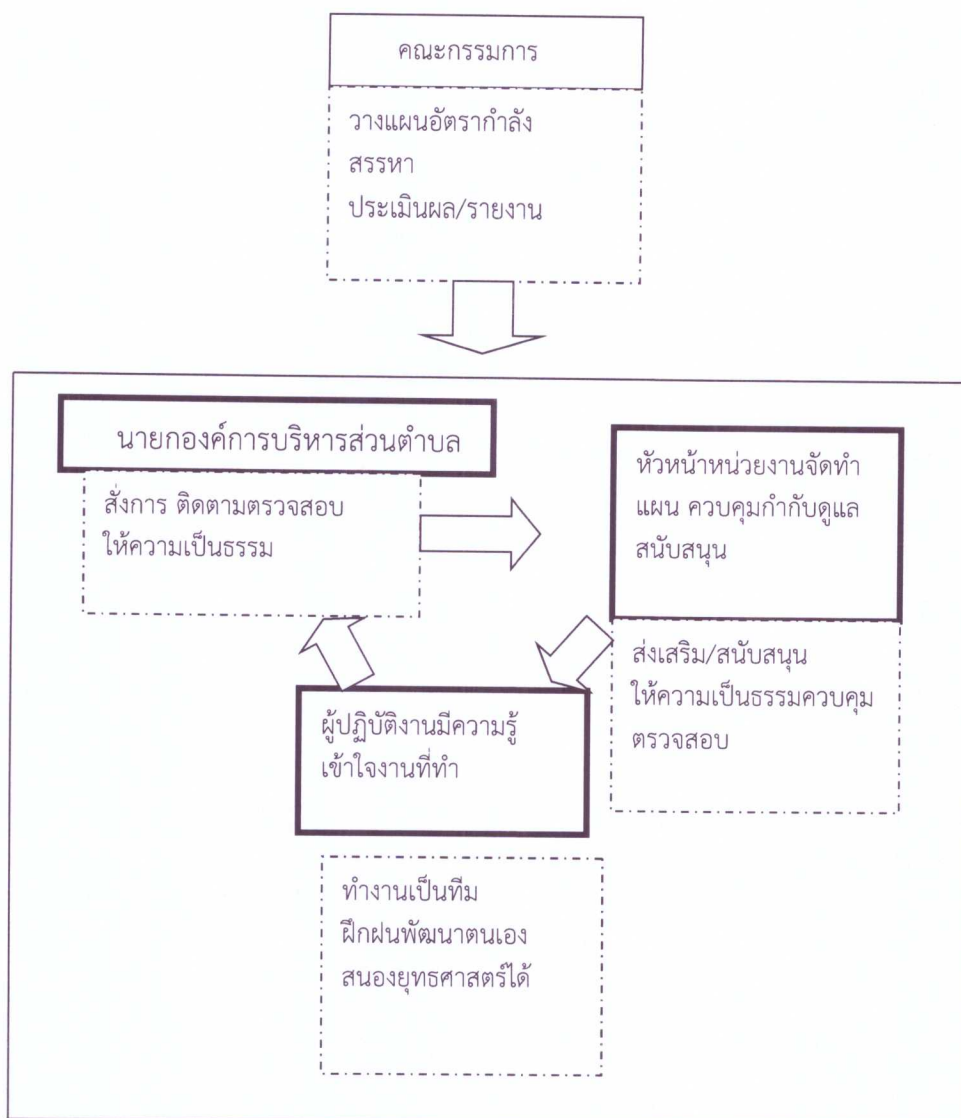 คณะกรรมการ
วางแผนอัตรากำลัง
สรรหา
ประเมินผล/รายงาน
นายกองค์การบริหารส่วนตำบล
สั่งการ ติดตามตรวจสอบ
ให้ความเป็นธรรม
หัวหน้าหน่วยงานจัดทำ
แผน ควบคุมกำกับดูแล
สนับสนุน
ส่งเสริม/สนับสนุน
ให้ความเป็นธรรมควบคุม
ตรวจสอบ
ผู้ปฏิบัติงานมีความรู้
เข้าใจงานที่ทำ
ทำงานเป็นทีม
ฝึกฝนพัฒนาตนเอง
สนองยุทธศาสตร์ได้